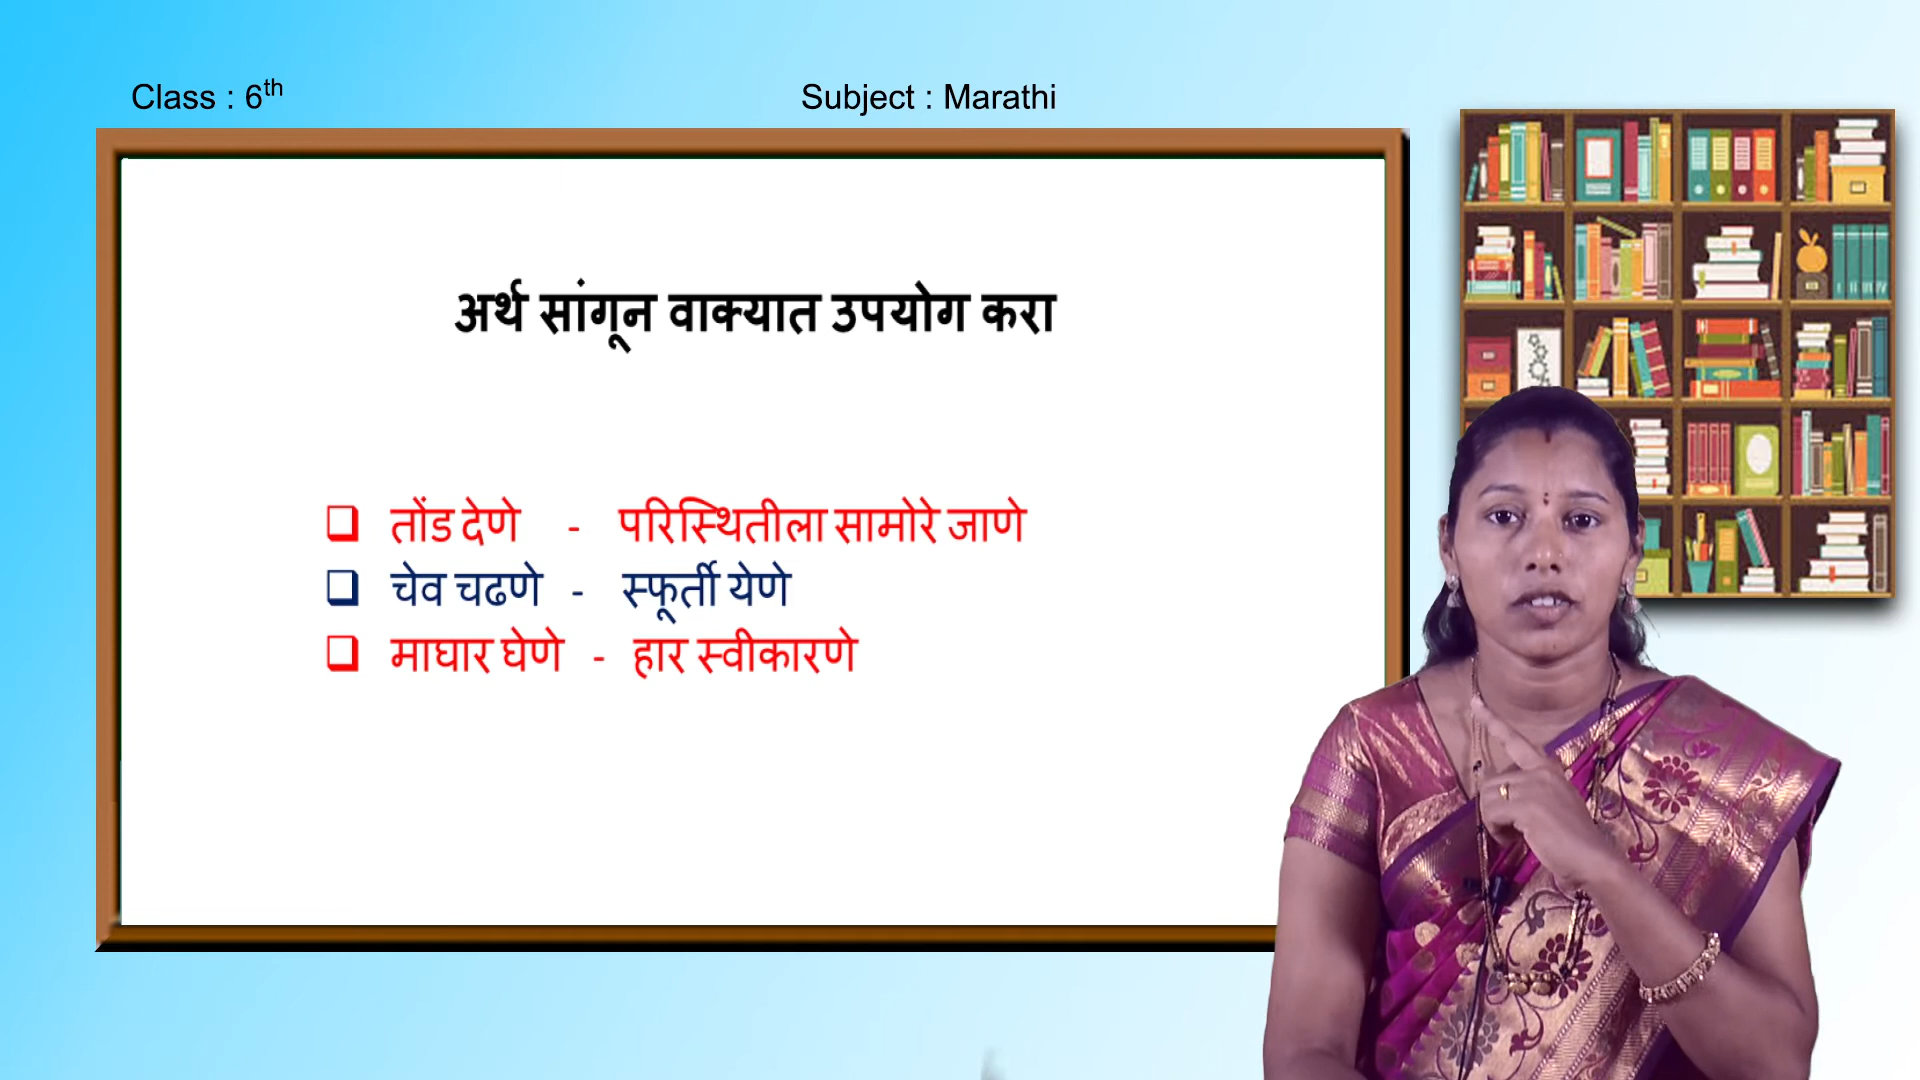 Class : 6th
Subject : Marathi
अर्थ सांगून वाक्यात उपयोग करा
❑ तोंड देणे - परिस्थितीला सामोरे जाणे
❑ चेव चढणे - स्फूर्ती येणे
❑ माघार घेणे - हार स्वीकारणे